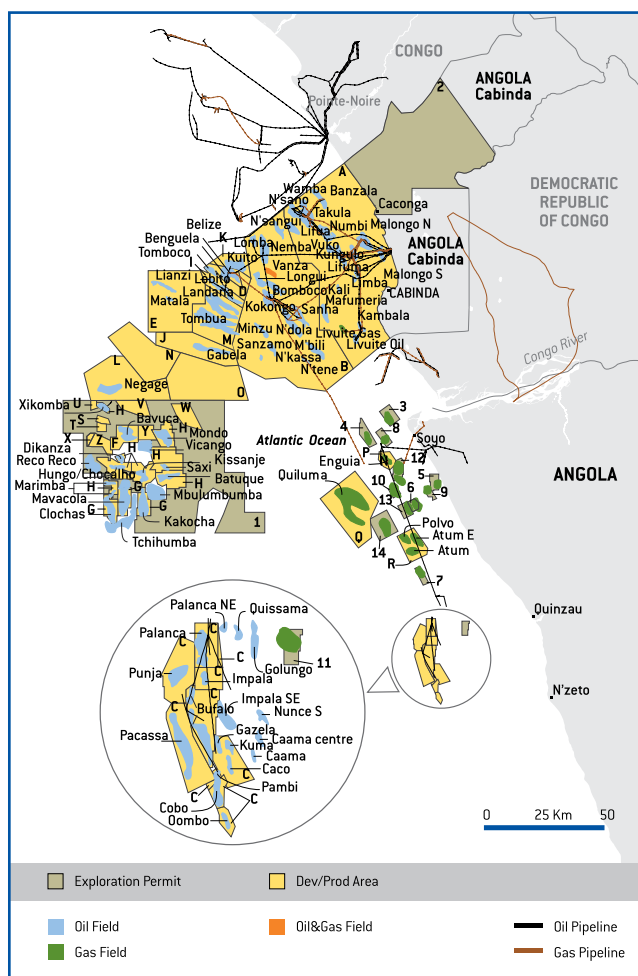 CONGO
ANGOLA
Cabinda
2
Pointe-Noire
A
DEMOCRATIC
REPUBLIC
OF CONGO
Wamba
Banzala
N'sano
Caconga
Takula
N'sangui
Lifua
Numbi
Malongo N
Belize
K
Lomba
Nemba
Vuko
ANGOLA
Cabinda
Benguela
Kuito
Kungulo
Tomboco
I
Vanza
Lifuma
Malongo S
Lianzi
Lobito
Longui
Limba
Landana
D
Bomboco
Kali
CABINDA
Matala
Kokongo
Sanha
Mafumeria
Tombua
Kambala
E
Minzu
N'dola
Livuite Gas
J
M
Sanzamo
M'bili
Livuite Oil
N
Gabela
N'kassa
L
N'tene
B
Congo River
Negage
O
Xikomba
U
H
V
W
3
S
T
Bavuca
4
8
Soyo
Atlantic Ocean
X
Z
F
Y
H
Mondo
P
Dikanza
H
Vicango
N
12
ANGOLA
Reco Reco
Kissanje
Enguia
Hungo/Chocalho
Saxi
Quiluma
10
6
5
Marimba
H
H
Batuque
13
9
Mavacola
Mbulumbumba
Clochas
G
G
Kakocha
1
Q
Polvo
Atum E
Tchihumba
14
Atum
R
7
Palanca NE
Quissama
Quinzau
Palanca
C
C
C
11
Golungo
Punja
Impala
C
N'zeto
Bufalo
Impala SE
C
Nunce S
Pacassa
Gazela
Caama centre
Kuma
Caama
C
Caco
Pambi
Cobo
C
C
Oombo
0
25 Km
50
Exploration Permit
Dev/Prod Area
Oil Field
Oil&Gas Field
Oil Pipeline
Gas Field
Gas Pipeline